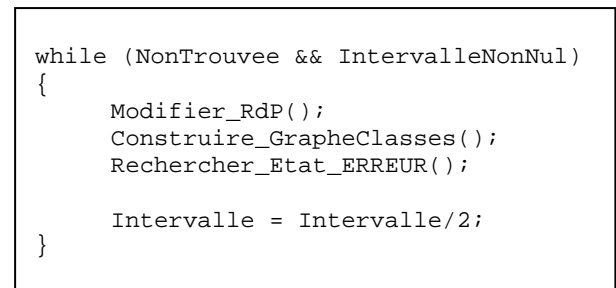 while (NonTrouvee && IntervalleNonNul)
{
Modifier_RdP();
Construire_GrapheClasses();
Rechercher_Etat_ERREUR();
Intervalle = Intervalle/2;
}